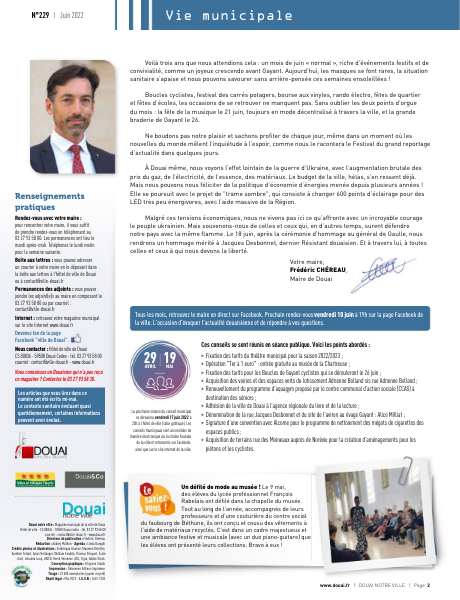 N°229 | Juin 2022
Vie municipale
Voilà trois ans que nous attendions cela : un mois de juin « normal », riche d'événements festifs et de
convivialité, comme un joyeux crescendo avant Gayant. Aujourd'hui, les masques se font rares, la situation
sanitaire s'apaise et nous pouvons savourer sans arrière-pensée ces semaines ensoleillées !
Boucles cyclistes, festival des carrés potagers, bourse aux vinyles, rando électro, fêtes de quartier
et fêtes d'écoles, les occasions de se retrouver ne manquent pas. Sans oublier les deux points d'orgue
du mois : la fête de la musique le 21 juin, toujours en mode décentralisé à travers la ville, et la grande
braderie de Gayant le 26.
Ne boudons pas notre plaisir et sachons profiter de chaque jour, même dans un moment où les
nouvelles du monde mêlent l'inquiétude à l'espoir, comme nous le racontera le Festival du grand reportage
d'actualité dans quelques jours.
À Douai même, nous voyons l'effet lointain de la guerre d'Ukraine, avec l'augmentation brutale des
prix du gaz, de l'électricité, de l'essence, des matériaux. Le budget de la ville, hélas, s'en ressent déjà.
Mais nous pouvons nous féliciter de la politique d'économie d'énergies menée depuis plusieurs années !
Elle se poursuit avec le projet de "trame sombre", qui consiste à changer 600 points d'éclairage pour des
LED très peu énergivores, avec l'aide massive de la Région.
Malgré ces tensions économiques, nous ne vivons pas ici ce qu'affronte avec un incroyable courage
le peuple ukrainien. Mais souvenons-nous de celles et ceux qui, en d'autres temps, surent défendre
notre pays avec la même flamme. Le 18 juin, après la cérémonie d'hommage au général de Gaulle, nous
rendrons un hommage mérité à Jacques Desbonnet, dernier Résistant douaisien. Et à travers lui, à toutes
celles et ceux à qui nous devons la liberté.
Votre maire,
Frédéric CHÉREAU,
Maire de Douai
Renseignements
pratiques
Rendez-vous avec votre maire :
pour rencontrer votre maire, il vous suffit
de prendre rendez-vous en téléphonant au
03 27 93 58 00. Les permanences ont lieu le
mardi après-midi. Téléphonez le lundi matin
pour la semaine suivante.
Boîte aux lettres : vous pouvez adresser
un courrier à votre maire en le déposant dans
la boîte aux lettres à l'hôtel de ville de Douai
ou à contact@ville-douai.fr.
Permanences des adjoints : vous pouvez
joindre les adjoint(e)s au maire en composant le
03 27 93 58 00 ou par courriel :
contact@ville-douai.fr
Internet : retrouvez votre magazine municipal
sur le site Internet www.douai.fr
Devenez fan de la page
Facebook "ville de Douai".
Nous contacter : Hôtel de ville de Douai
CS 80836 - 59508 Douai Cedex - tél. 03 27 93 58 00
courriel : contact@ville-douai.fr - www.douai.fr
Vous connaissez un Douaisien qui n'a pas reçu
ce magazine ? Contactez le 03 27 93 58 30.
Les articles que vous lirez dans ce
numéro ont été écrits mi-mai.
Le contexte sanitaire évoluant quasi
quotidiennement, certaines informations
peuvent avoir évolué.
Tous les mois, retrouvez le maire en direct sur Facebook. Prochain rendez-vous vendredi 10 juin à 19h sur la page Facebook de
la ville. L'occasion d'évoquer l'actualité douaisienne et de répondre à vos questions.
29 19
AVRIL MAI
Ces conseils se sont réunis en séance publique. Voici les points abordés :
• Fixation des tarifs du théâtre municipal pour la saison 2022/2023 ;
• Opération "1re à 1 euro" : entrée gratuite au musée de la Chartreuse ;
• Fixation des tarifs pour les Boucles de Gayant cyclistes qui se dérouleront le 26 juin ;
• Acquisition des voiries et des espaces verts du lotissement Adrienne Bolland sis rue Adrienne Bolland ;
• Renouvellement du programme d'aquagym proposé par le centre communal d'action sociale (CCAS) à
destination des séniors ;
• Adhésion de la ville de Douai à l'agence régionale du livre et de la lecture ;
• Dénomination de la rue Jacques Desbonnet et du site de l'aviron au rivage Gayant : Alice Milliat ;
• Signature d'une convention avec Alcome pour le programme de nettoiement des mégots de cigarettes des
espaces publics ;
• Acquisition de terrains rue des Moineaux auprès de Norévie pour la création d'aménagements pour les
piétons et les cyclistes.
La prochaine séance du conseil municipal
se déroulera vendredi 17 juin 2022 à
DOUAI
Douai&Co
Douai
notre ville
Le
saviez-
vous !
Un défilé de mode au musée ! Le 9 mai,
des élèves du lycée professionnel François
Rabelais ont défilé dans la chapelle du musée.
Tout au long de l'année, accompagnés de leurs
professeurs et d'une couturière du centre social
du faubourg de Béthune, ils ont conçu et cousu des vêtements à
l'aide de matériaux recyclés. C'est dans un cadre majestueux et
une ambiance festive et musicale (avec un duo piano/guitare) que
les élèves ont présenté leurs collections. Bravo à eux !
www.douai.fr | DOUAI NOTRE VILLE | Page 2